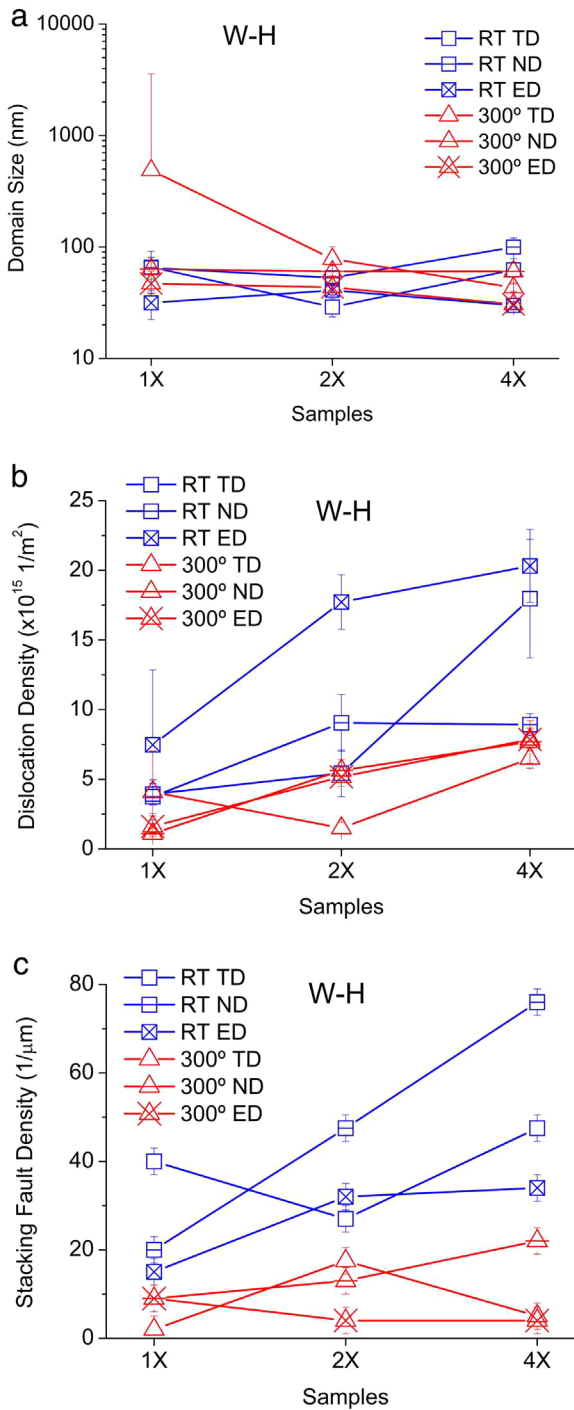 a
W-H
10000
1000
100
10
Domain Size (nm)
RT TD
RT ND
RT ED
300º TD
300º ND
300º ED
1X 2X 4X
Samples
b
W-H
25
20
15
10
5
0
Dislocation Density (x10¹⁵ 1/m²)
RT TD
RT ND
RT ED
300º TD
300º ND
300º ED
1X 2X 4X
Samples
c
W-H
80
60
40
20
0
Stacking Fault Density (1/μm)
RT TD
RT ND
RT ED
300º TD
300º ND
300º ED
1X 2X 4X
Samples